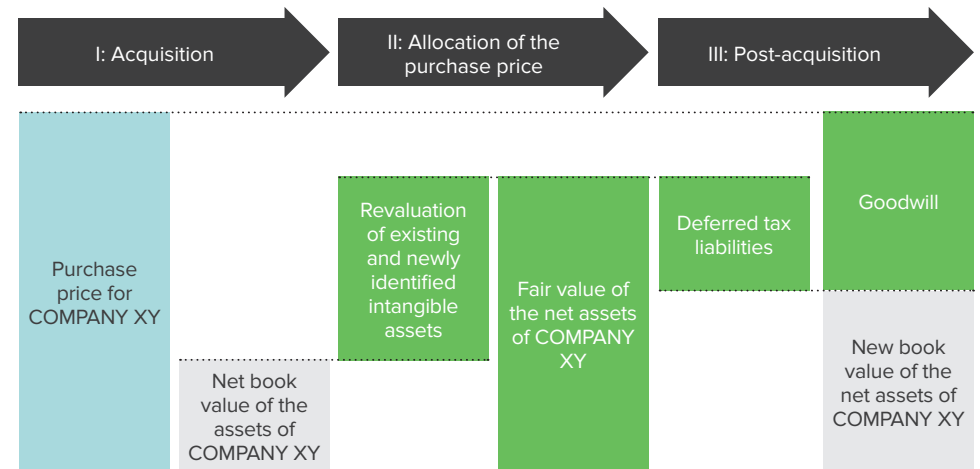 I: Acquisition
II: Allocation of the
purchase price
III: Post-acquisition
Purchase
price for
COMPANY XY
Net book
value of the
assets of
COMPANY XY
Revaluation
of existing
and newly
identified
intangible
assets
Fair value of
the net assets
of COMPANY
XY
Deferred tax
liabilities
Goodwill
New book
value of the
net assets of
COMPANY XY